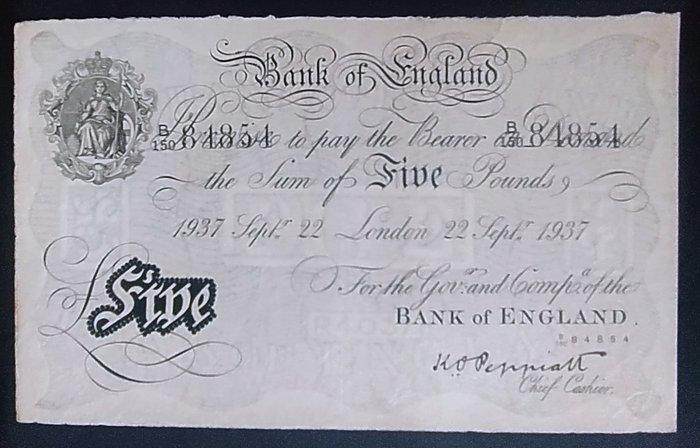 Bank of England
B/150 84854 B/150 84854
Promise to pay the Bearer on Demand
the Sum of Five Pounds
1937 Septr 22 London 22 Septr 1937
For the Govr and Compa of the
BANK of ENGLAND.
B/150 84854
£Five
K O Peppiatt
Chief Cashier.